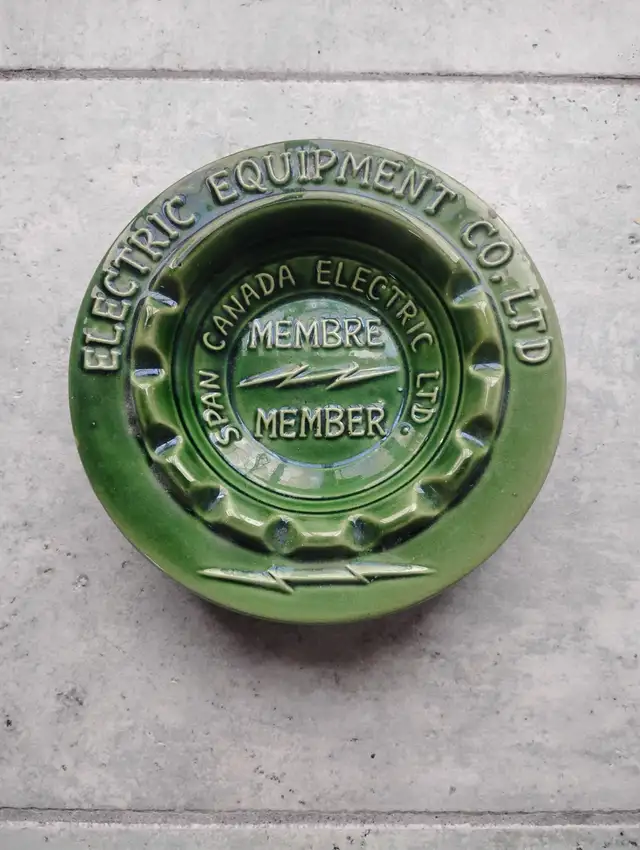 ELECTRIC EQUIPMENT CO. LTD
SPAN CANADA ELECTRIC LTD.
MEMBRE
MEMBER